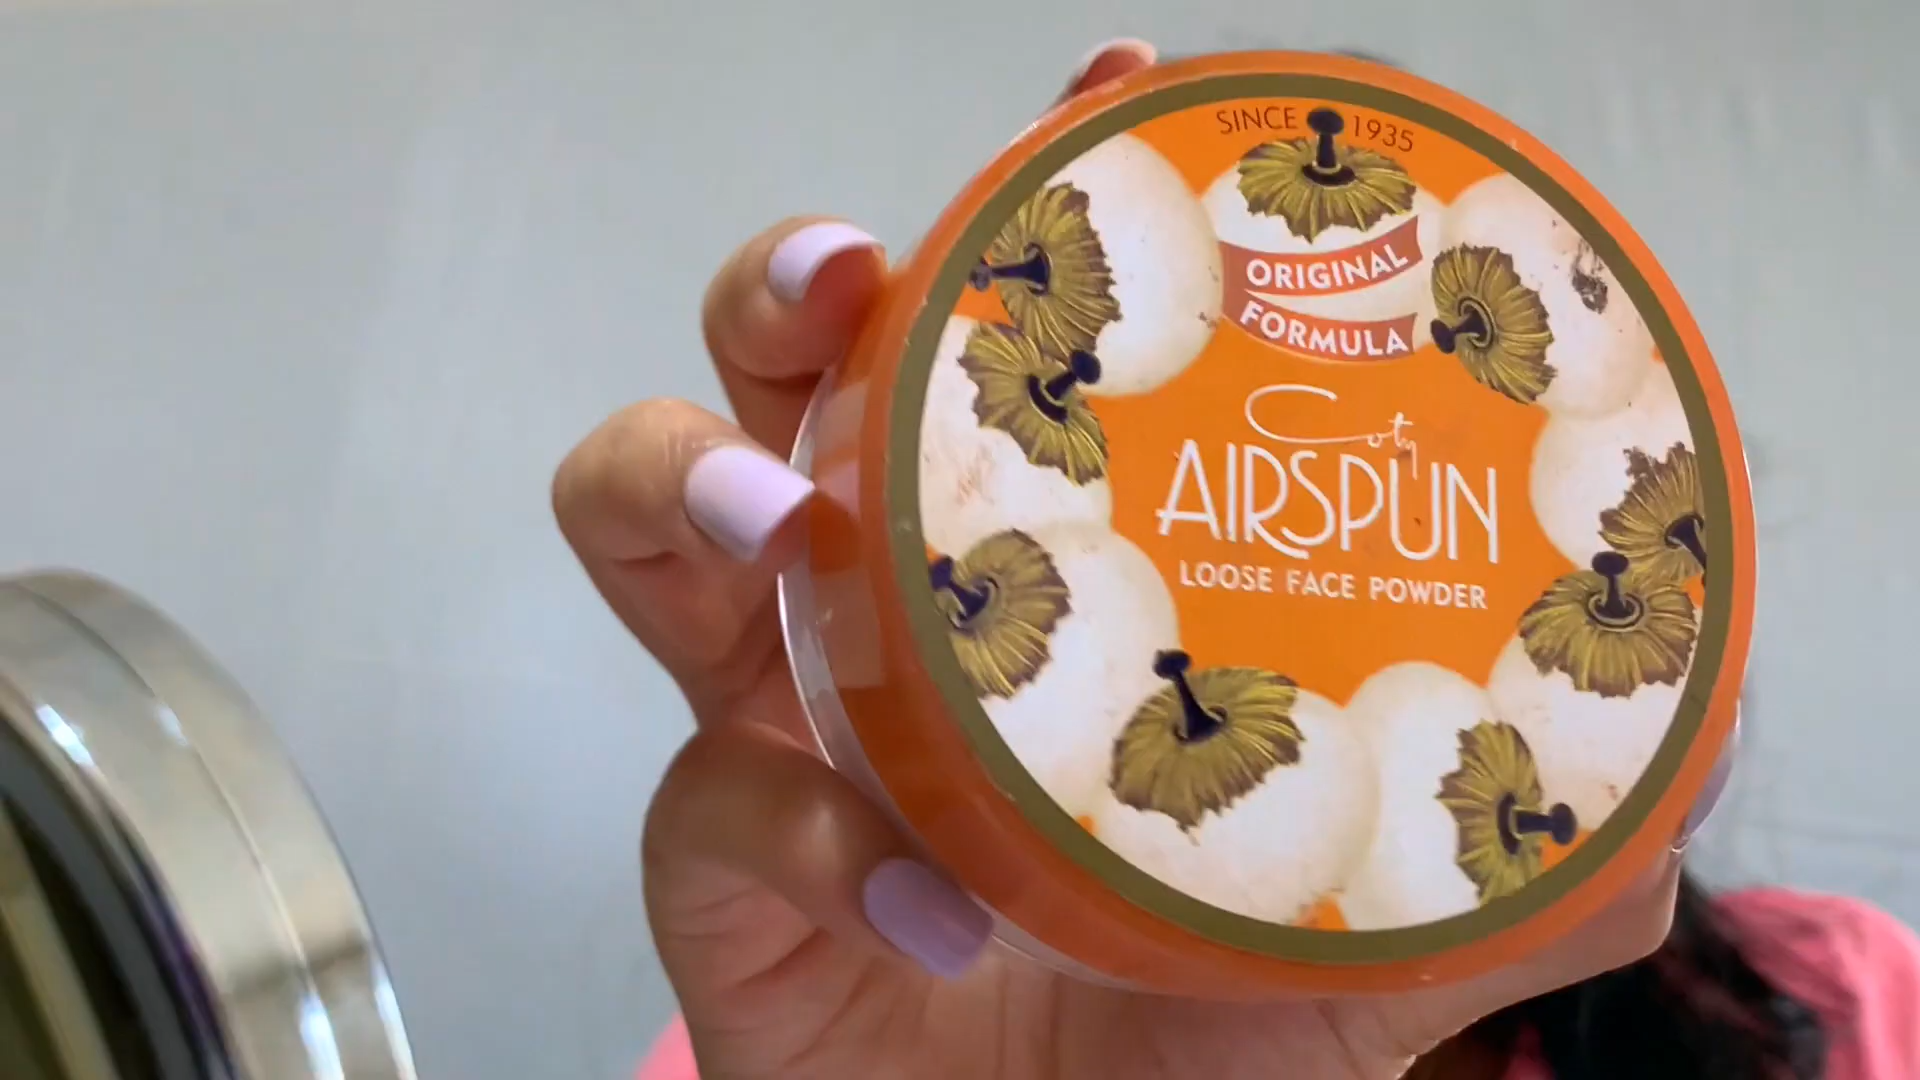 SINCE 1935
ORIGINAL
FORMULA
Coty
AIRSPUN
LOOSE FACE POWDER